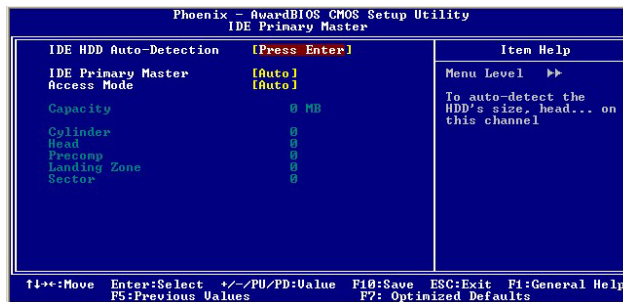 Phoenix - AwardBIOS CMOS Setup Utility
IDE Primary Master
IDE HDD Auto-Detection [Press Enter]
IDE Primary Master [Auto]
Access Mode [Auto]
Capacity 0 MB
Cylinder 0
Head 0
Precomp 0
Landing Zone 0
Sector 0
Item Help
Menu Level ▶▶
To auto-detect the
HDD's size, head... on
this channel
↑↓→←:Move Enter:Select +/-/PU/PD:Value F10:Save ESC:Exit F1:General Help
F5:Previous Values F7: Optimized Defaults